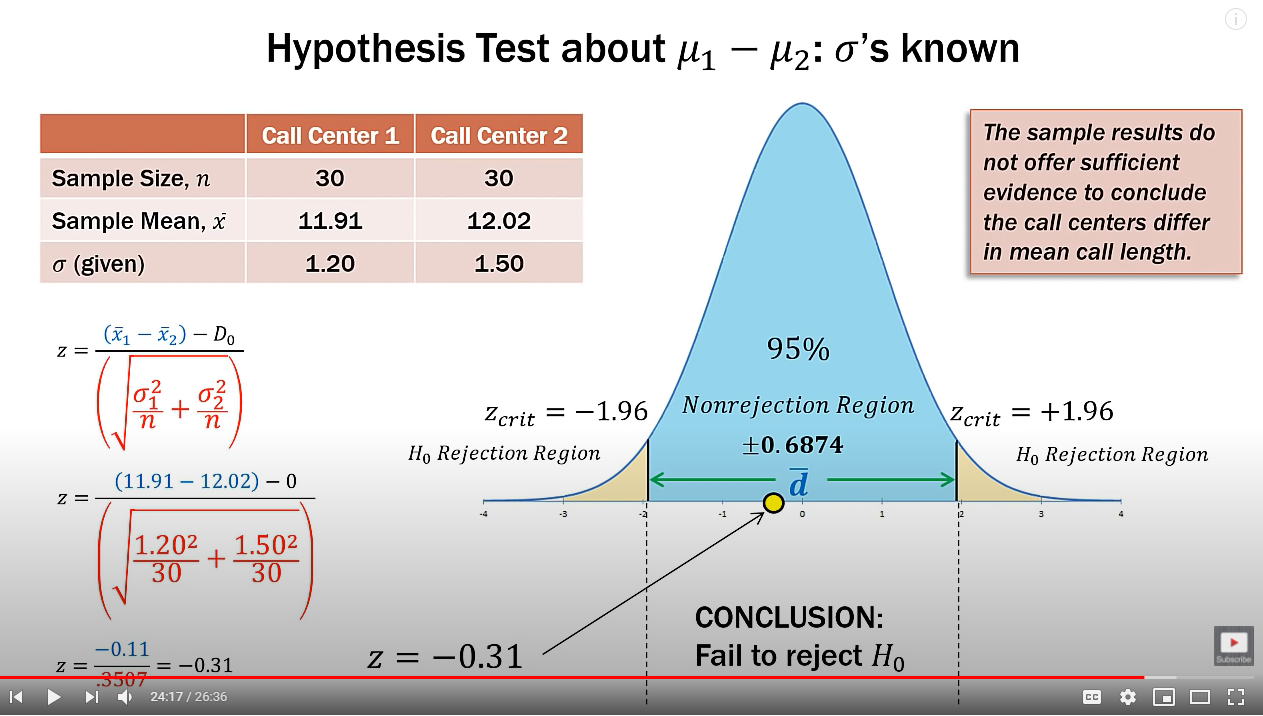 Hypothesis Test about μ₁ − μ₂: σ's known
Call Center 1 Call Center 2
Sample Size, n 30 30
Sample Mean, x̄ 11.91 12.02
σ (given) 1.20 1.50
The sample results do
not offer sufficient
evidence to conclude
the call centers differ
in mean call length.
z = ((x̄₁ − x̄₂) − D₀) / (√(σ₁²/n + σ₂²/n))
z = ((11.91 − 12.02) − 0) / (√(1.20²/30 + 1.50²/30))
z = −0.11/.3507 = −0.31
95%
Nonrejection Region
±0.6874
d̄
z_crit = −1.96
H₀ Rejection Region
z_crit = +1.96
H₀ Rejection Region
-4 -3 -2 -1 0 1 2 3 4
z = −0.31
CONCLUSION:
Fail to reject H₀
Subscribe
24:17 / 26:36
CC
i